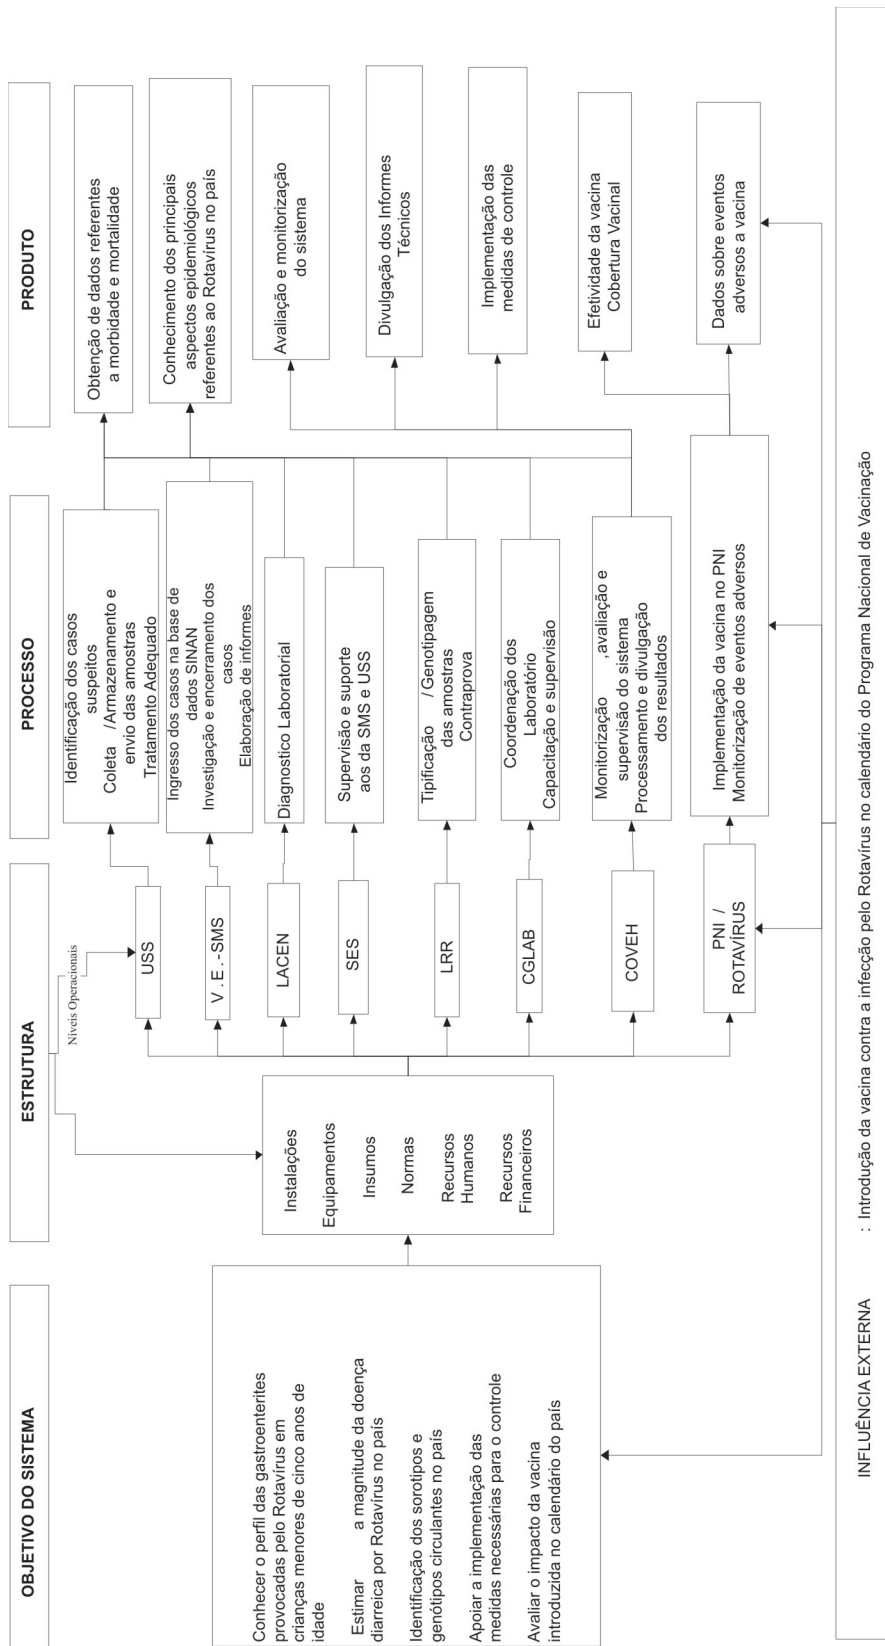 OBJETIVO DO SISTEMA
Conhecer o perfil das gastroenterites
provocadas pelo Rotavírus em
crianças menores de cinco anos de
idade
Estimar a magnitude da doença
diarreica por Rotavírus no país
Identificação dos sorotipos e
genótipos circulantes no país
Apoiar a implementação das
medidas necessárias para o controle
Avaliar o impacto da vacina
introduzida no calendário do país
ESTRUTURA
Níveis Operacionais
Instalações
Equipamentos
Insumos
Normas
Recursos
Humanos
Recursos
Financeiros
USS
V . E .-SMS
LACEN
SES
LRR
CGLAB
COVEH
PNI /
ROTAVÍRUS
PROCESSO
Identificação dos casos
suspeitos
Coleta /Armazenamento e
envio das amostras
Tratamento Adequado
Ingresso dos casos na base de
dados SINAN
Investigação e encerramento dos
casos
Elaboração de informes
Diagnostico Laboratorial
Supervisão e suporte
aos da SMS e USS
Tipificação /Genotipagem
das amostras
Contraprova
Coordenação dos
Laboratório
Capacitação e supervisão
Monitorização ,avaliação e
supervisão do sistema
Processamento e divulgação
dos resultados
Implementação da vacina no PNI
Monitorização de eventos adversos
PRODUTO
Obtenção de dados referentes
a morbidade e mortalidade
Conhecimento dos principais
aspectos epidemiológicos
referentes ao Rotavírus no país
Avaliação e monitorização
do sistema
Divulgação dos Informes
Técnicos
Implementação das
medidas de controle
Efetividade da vacina
Cobertura Vacinal
Dados sobre eventos
adversos a vacina
INFLUÊNCIA EXTERNA : Introdução da vacina contra a infecção pelo Rotavírus no calendário do Programa Nacional de Vacinação